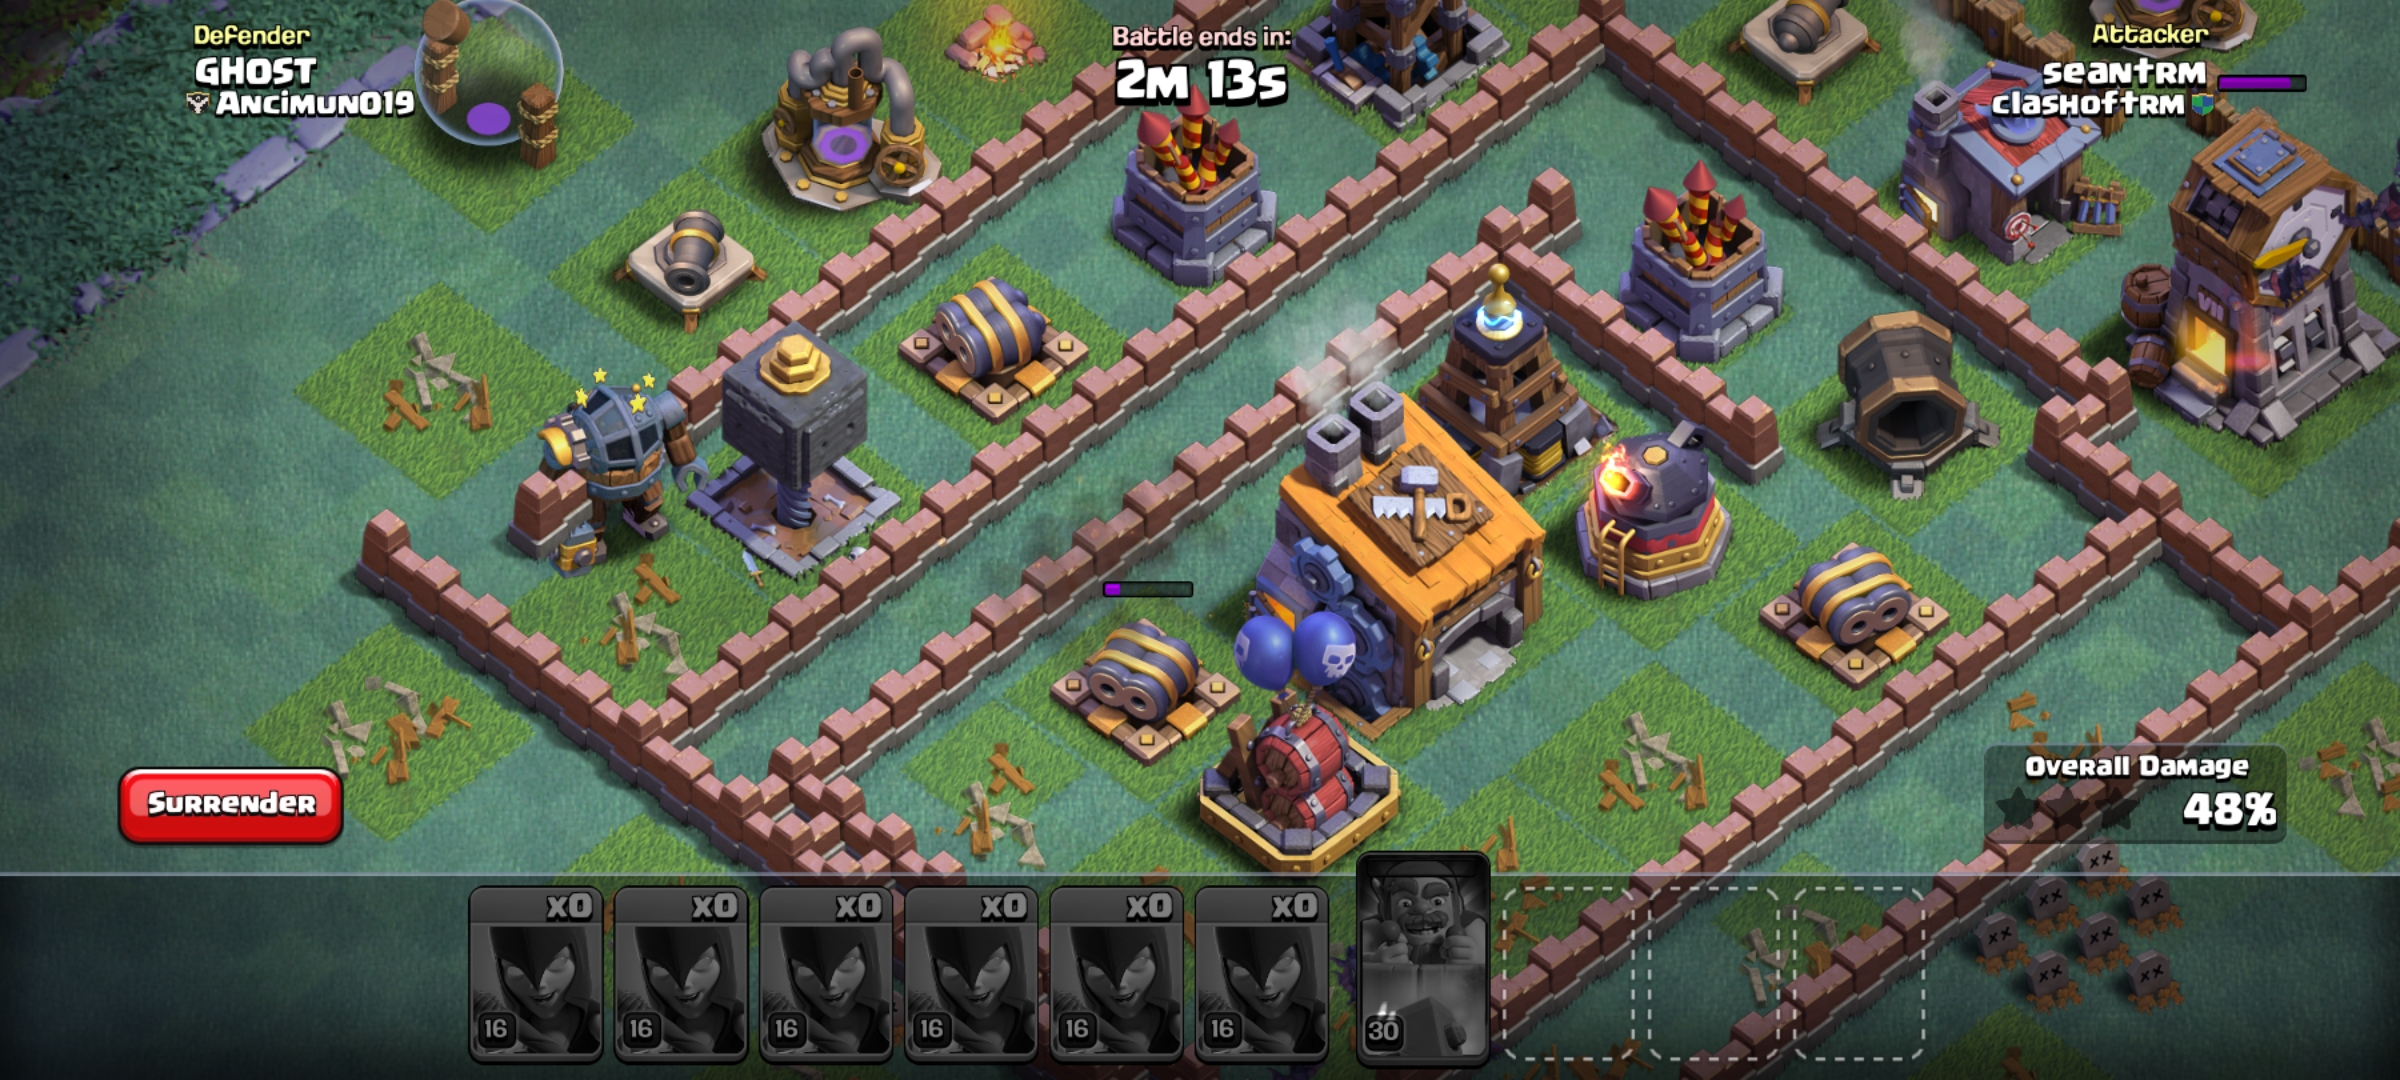 Defender
GHOST
Ancimun019
Battle ends in:
2M 13s
Attacker
seantRM
clashoftRM
VII
Surrender
Overall Damage
48%
x0
x0
x0
x0
x0
x0
16
16
16
16
16
16
30